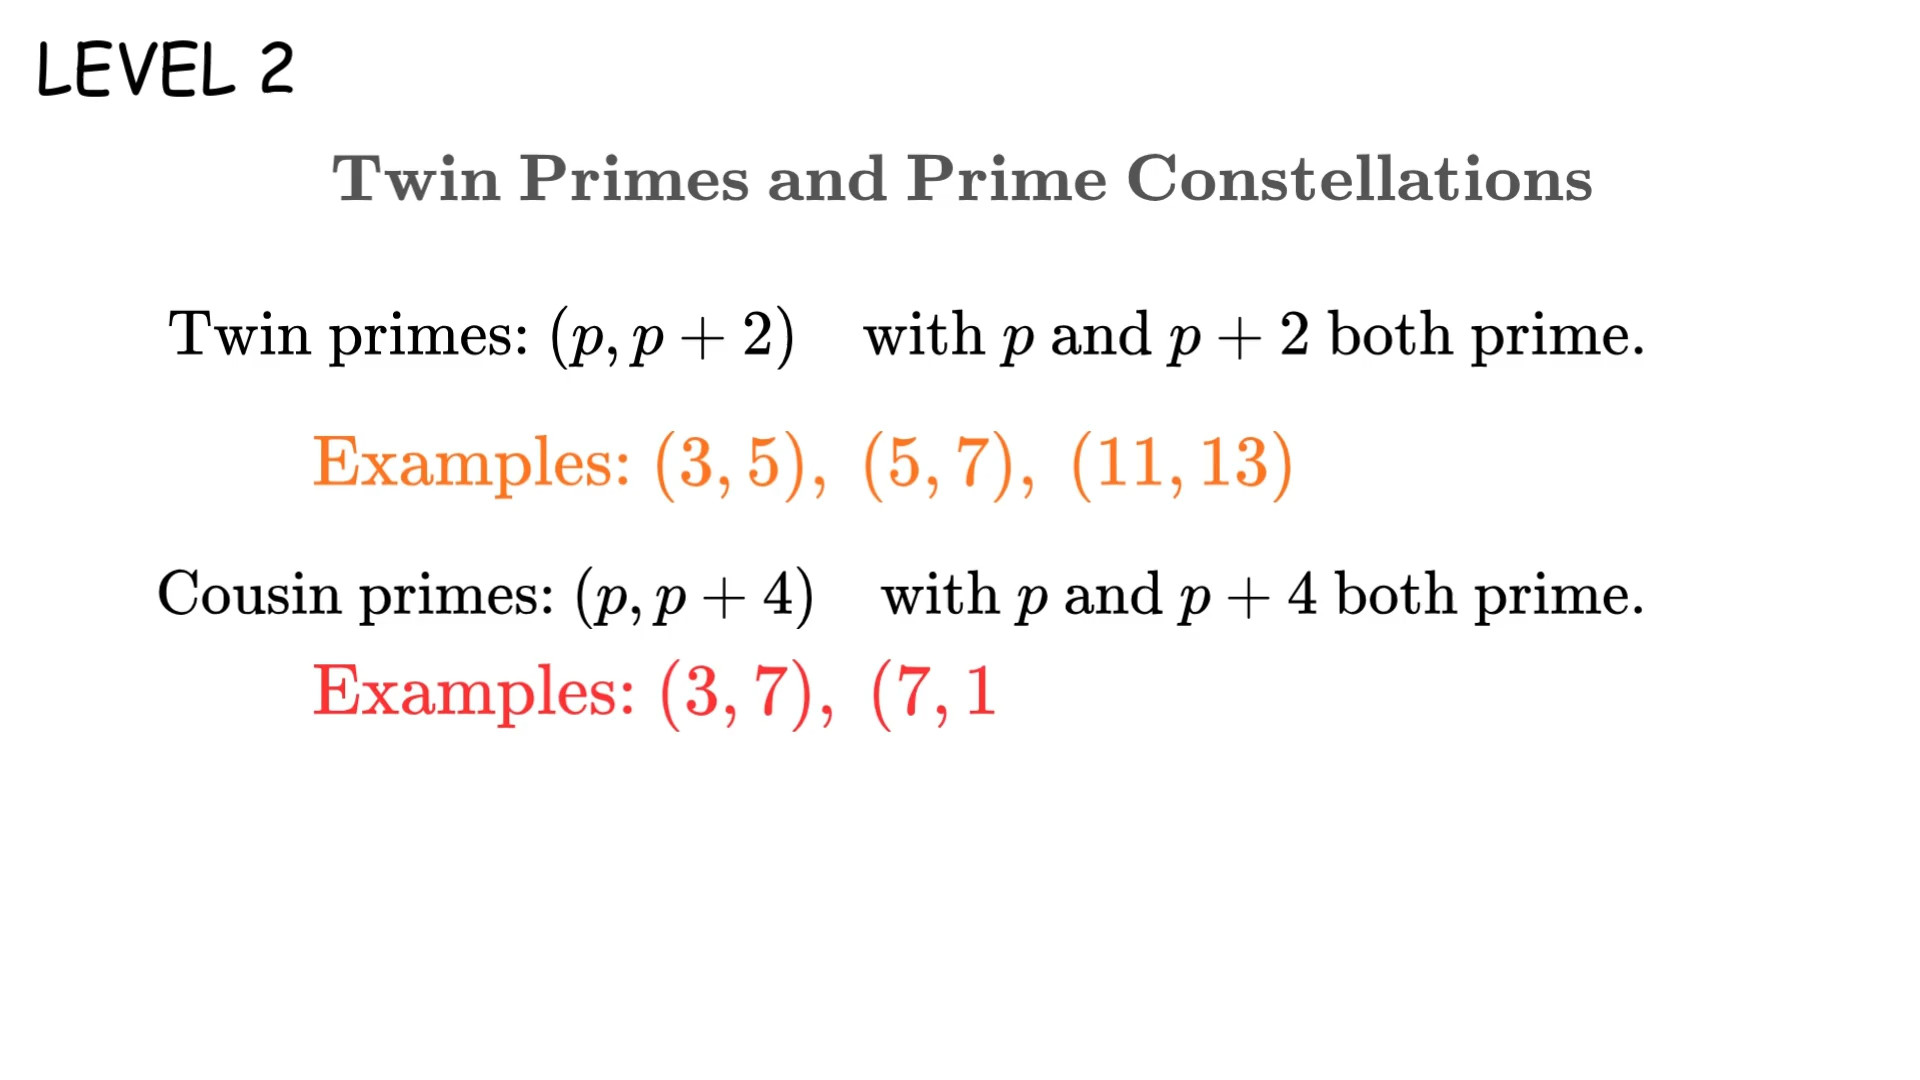 LEVEL 2
Twin Primes and Prime Constellations
Twin primes: (p, p + 2) with p and p + 2 both prime.
Examples: (3, 5), (5, 7), (11, 13)
Cousin primes: (p, p + 4) with p and p + 4 both prime.
Examples: (3, 7), (7, 1